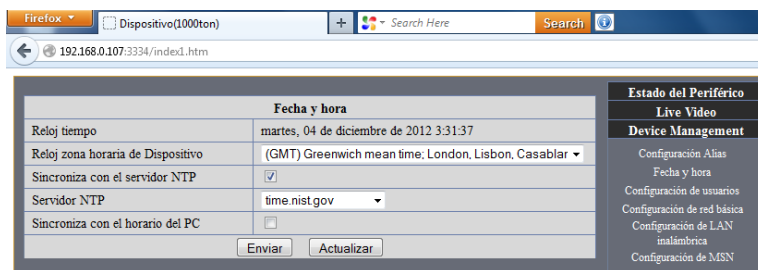 Firefox
Dispositivo(1000ton)
+
Search Here
Search
192.168.0.107:3334/index1.htm
Fecha y hora
Reloj tiempo martes, 04 de diciembre de 2012 3:31:37
Reloj zona horaria de Dispositivo (GMT) Greenwich mean time; London, Lisbon, Casablar
Sincroniza con el servidor NTP
Servidor NTP time.nist.gov
Sincroniza con el horario del PC
Enviar Actualizar
Estado del Periférico
Live Video
Device Management
Configuración Alias
Fecha y hora
Configuración de usuarios
Configuración de red básica
Configuración de LAN
inalámbrica
Configuración de MSN